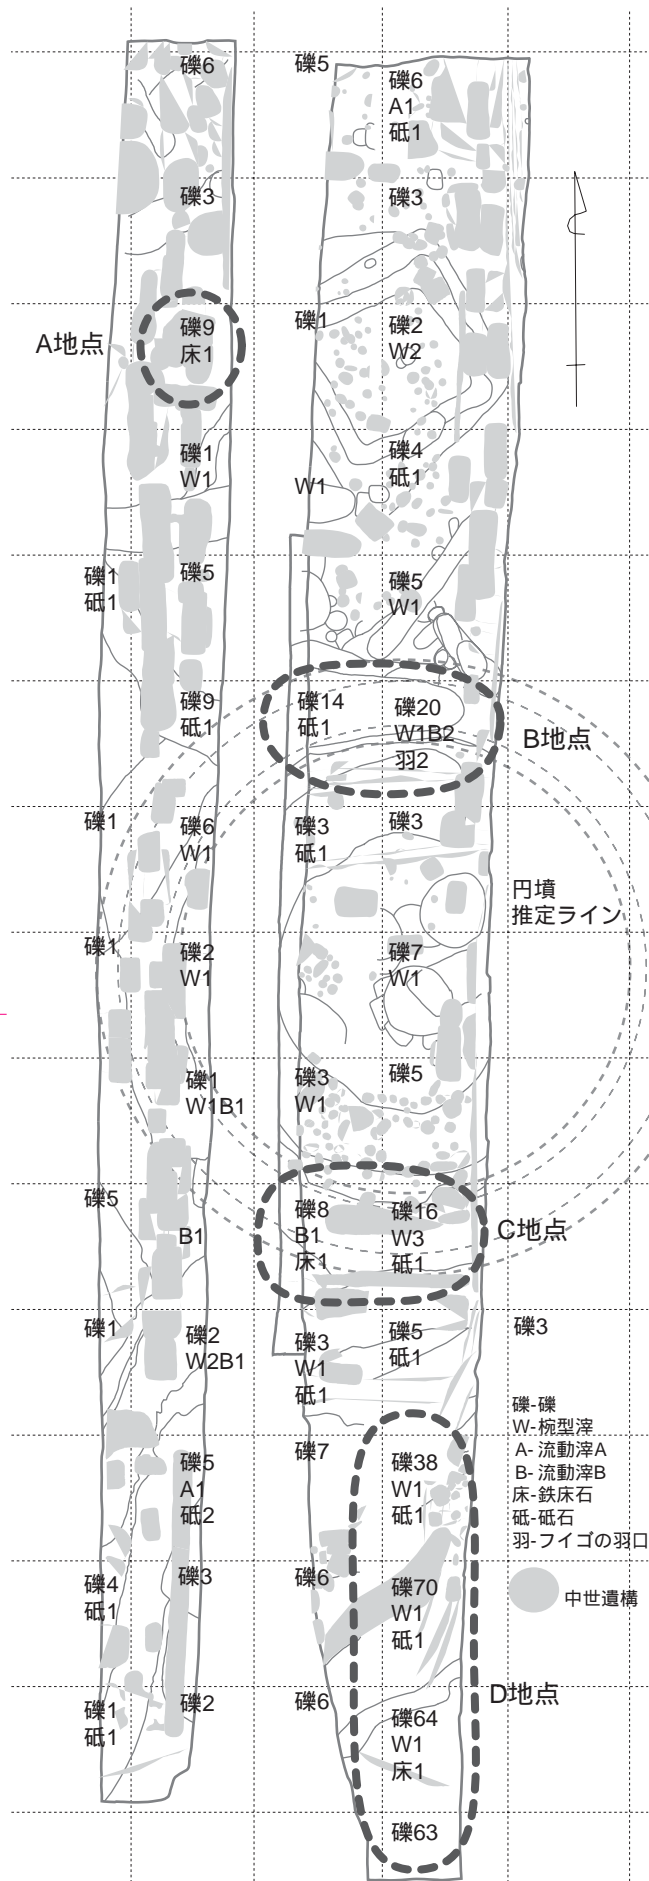 礫6
礫5
礫6
A1
砥1
礫3
礫3
A地点
礫9
床1
礫1
礫2
W2
礫1
W1
W1
礫4
砥1
礫1
砥1
礫5
礫5
W1
礫9
砥1
礫14
砥1
礫20
W1B2
羽2
B地点
礫1
礫6
W1
礫3
砥1
礫3
円墳
推定ライン
礫1
礫2
W1
礫7
W1
礫1
W1B1
礫3
W1
礫5
礫5
B1
礫8
B1
床1
礫16
W3
砥1
C地点
礫1
礫2
W2B1
礫3
W1
砥1
礫5
砥1
礫3
礫-礫
W-椀型滓
A-流動滓A
B-流動滓B
床-鉄床石
砥-砥石
羽-フイゴの羽口
中世遺構
礫5
A1
砥2
礫7
礫38
W1
砥1
礫4
砥1
礫3
礫6
礫70
W1
砥1
礫1
砥1
礫2
礫6
礫64
W1
床1
D地点
礫63